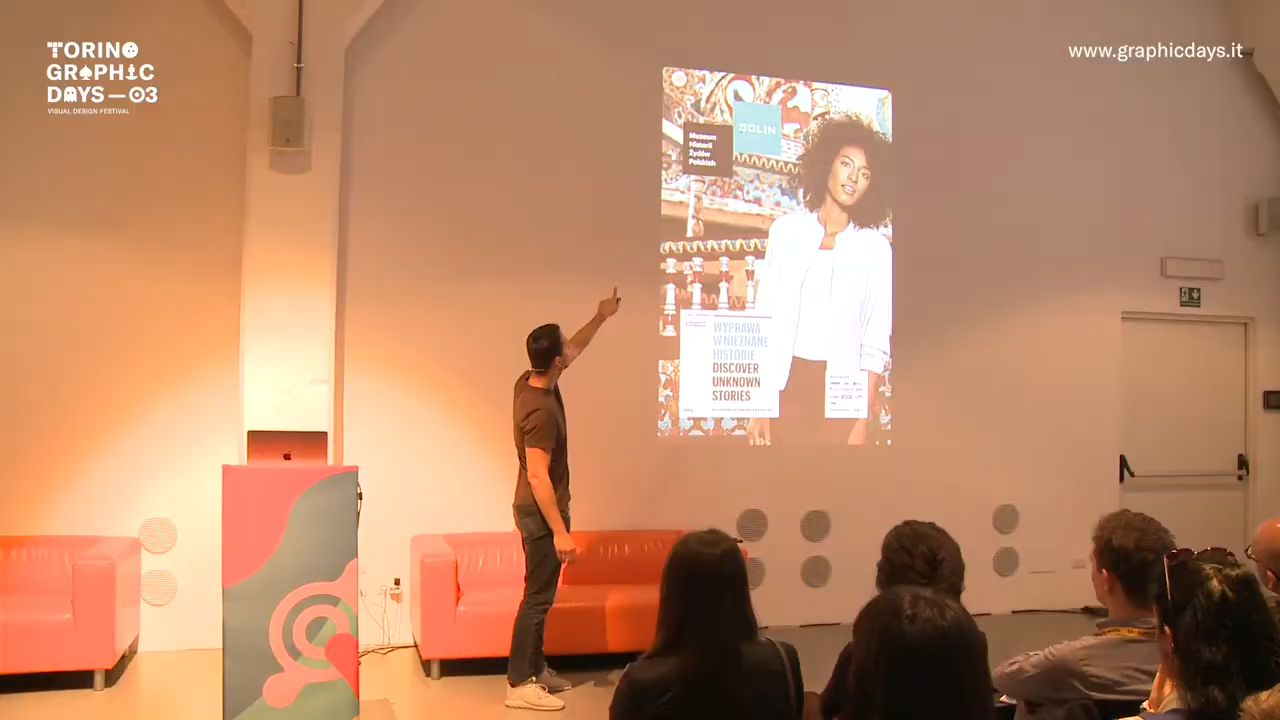 TORINO
GRAPHIC
DAYS—03
VISUAL DESIGN FESTIVAL
www.graphicdays.it
POLIN
Muzeum
Historii
Żydów
Polskich
WYPRAWA
W NIEZNANE
HISTORIE
DISCOVER
UNKNOWN
STORIES